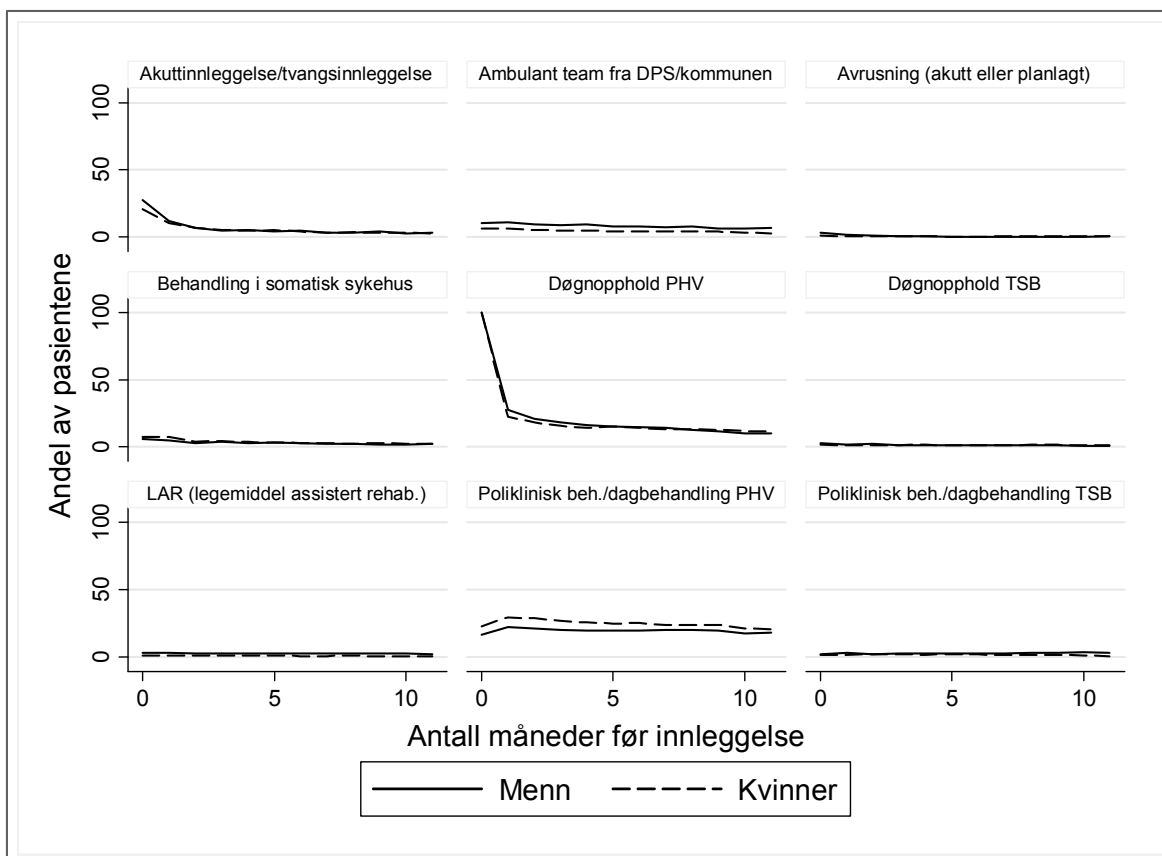 Akuttinnleggelse/tvangsinnleggelse
Ambulant team fra DPS/kommunen
Avrusning (akutt eller planlagt)
100
50
0
Behandling i somatisk sykehus
Døgnopphold PHV
Døgnopphold TSB
100
50
0
LAR (legemiddel assistert rehab.)
Poliklinisk beh./dagbehandling PHV
Poliklinisk beh./dagbehandling TSB
100
50
0
Andel av pasientene
0 5 10
0 5 10
0 5 10
Antall måneder før innleggelse
Menn
Kvinner